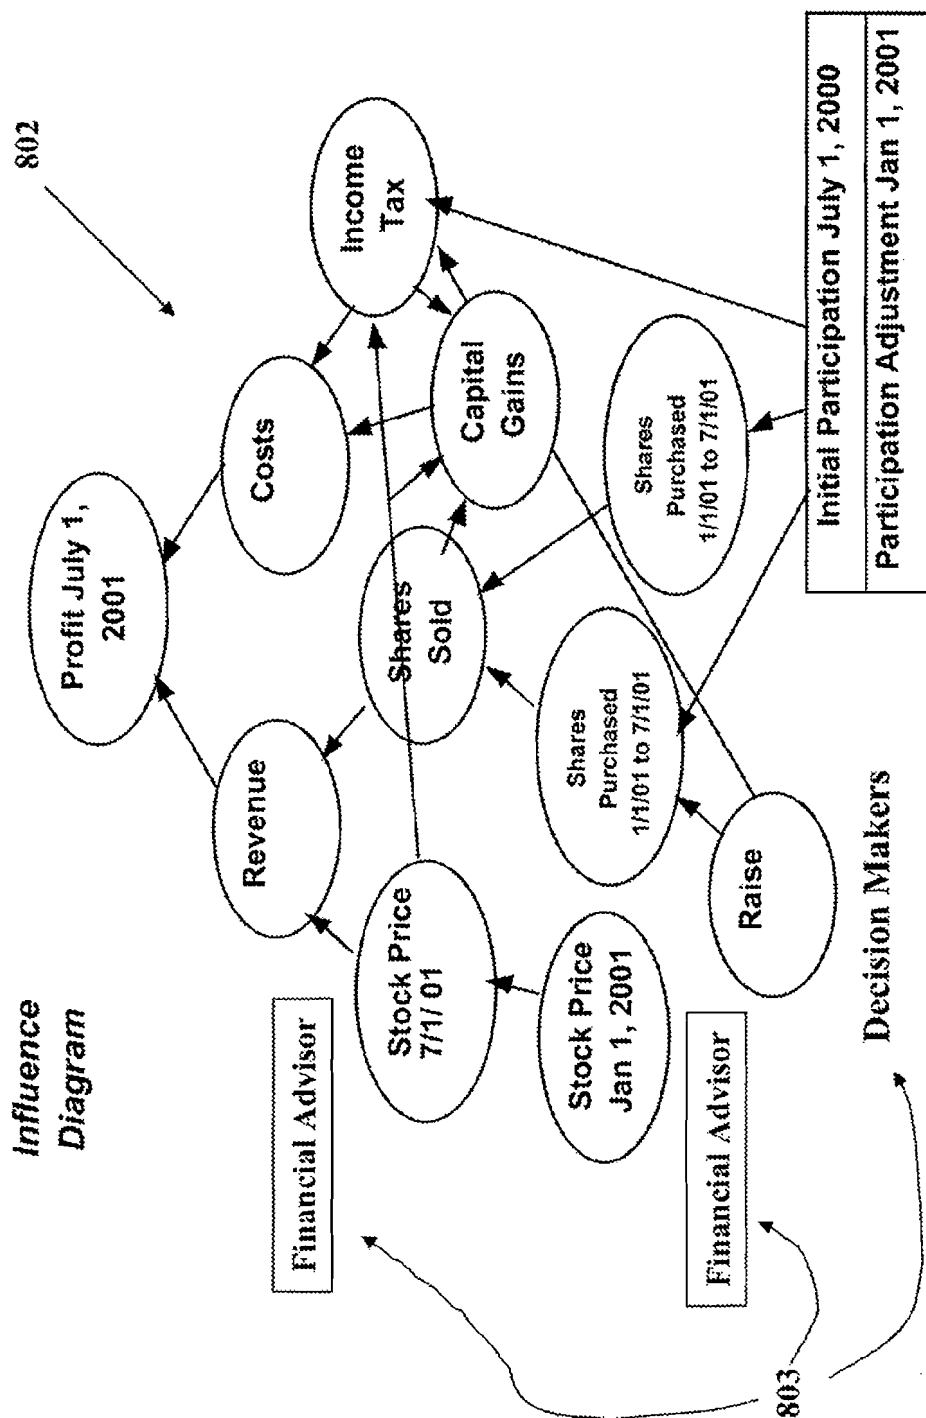 Influence
Diagram
802
Profit July 1,
2001
Revenue
Costs
Income
Tax
Financial Advisor
Stock Price
7/1/ 01
Shares
Sold
Capital
Gains
Stock Price
Jan 1, 2001
Shares
Purchased
1/1/01 to 7/1/01
Shares
Purchased
1/1/01 to 7/1/01
Financial Advisor
Raise
Initial Participation July 1, 2000
Participation Adjustment Jan 1, 2001
Decision Makers
803